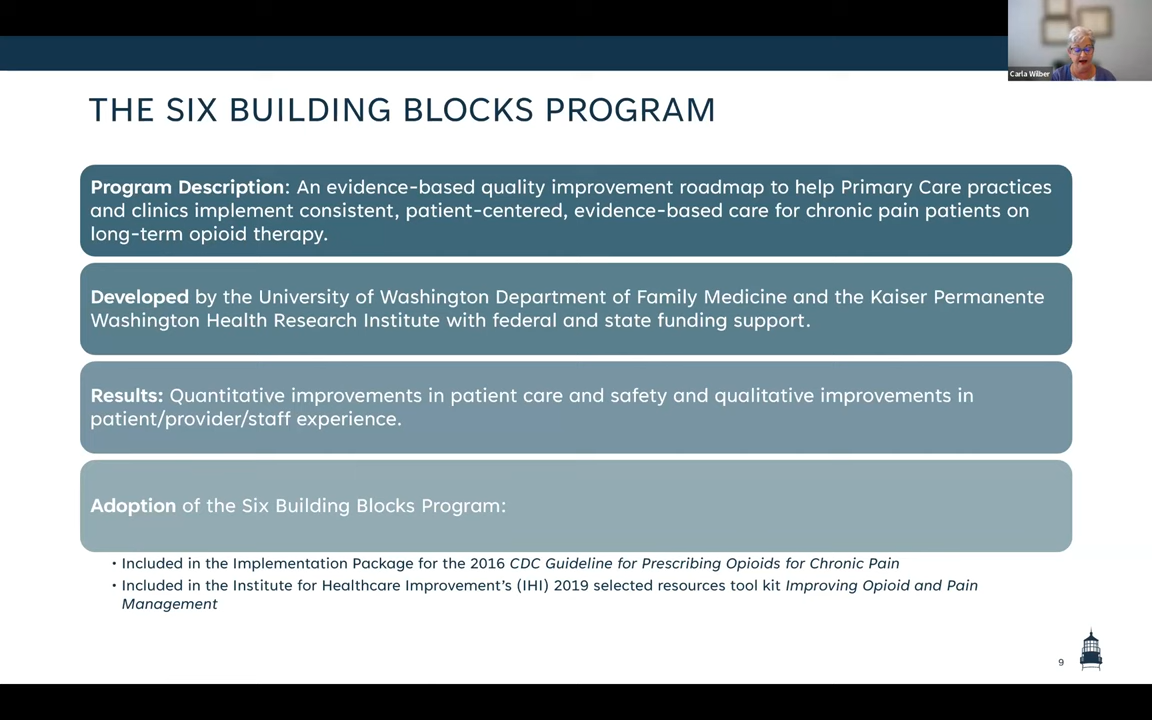 Carla Wilber
THE SIX BUILDING BLOCKS PROGRAM
Program Description: An evidence-based quality improvement roadmap to help Primary Care practices
and clinics implement consistent, patient-centered, evidence-based care for chronic pain patients on
long-term opioid therapy.
Developed by the University of Washington Department of Family Medicine and the Kaiser Permanente
Washington Health Research Institute with federal and state funding support.
Results: Quantitative improvements in patient care and safety and qualitative improvements in
patient/provider/staff experience.
Adoption of the Six Building Blocks Program:
• Included in the Implementation Package for the 2016 CDC Guideline for Prescribing Opioids for Chronic Pain
• Included in the Institute for Healthcare Improvement’s (IHI) 2019 selected resources tool kit Improving Opioid and Pain
Management
9